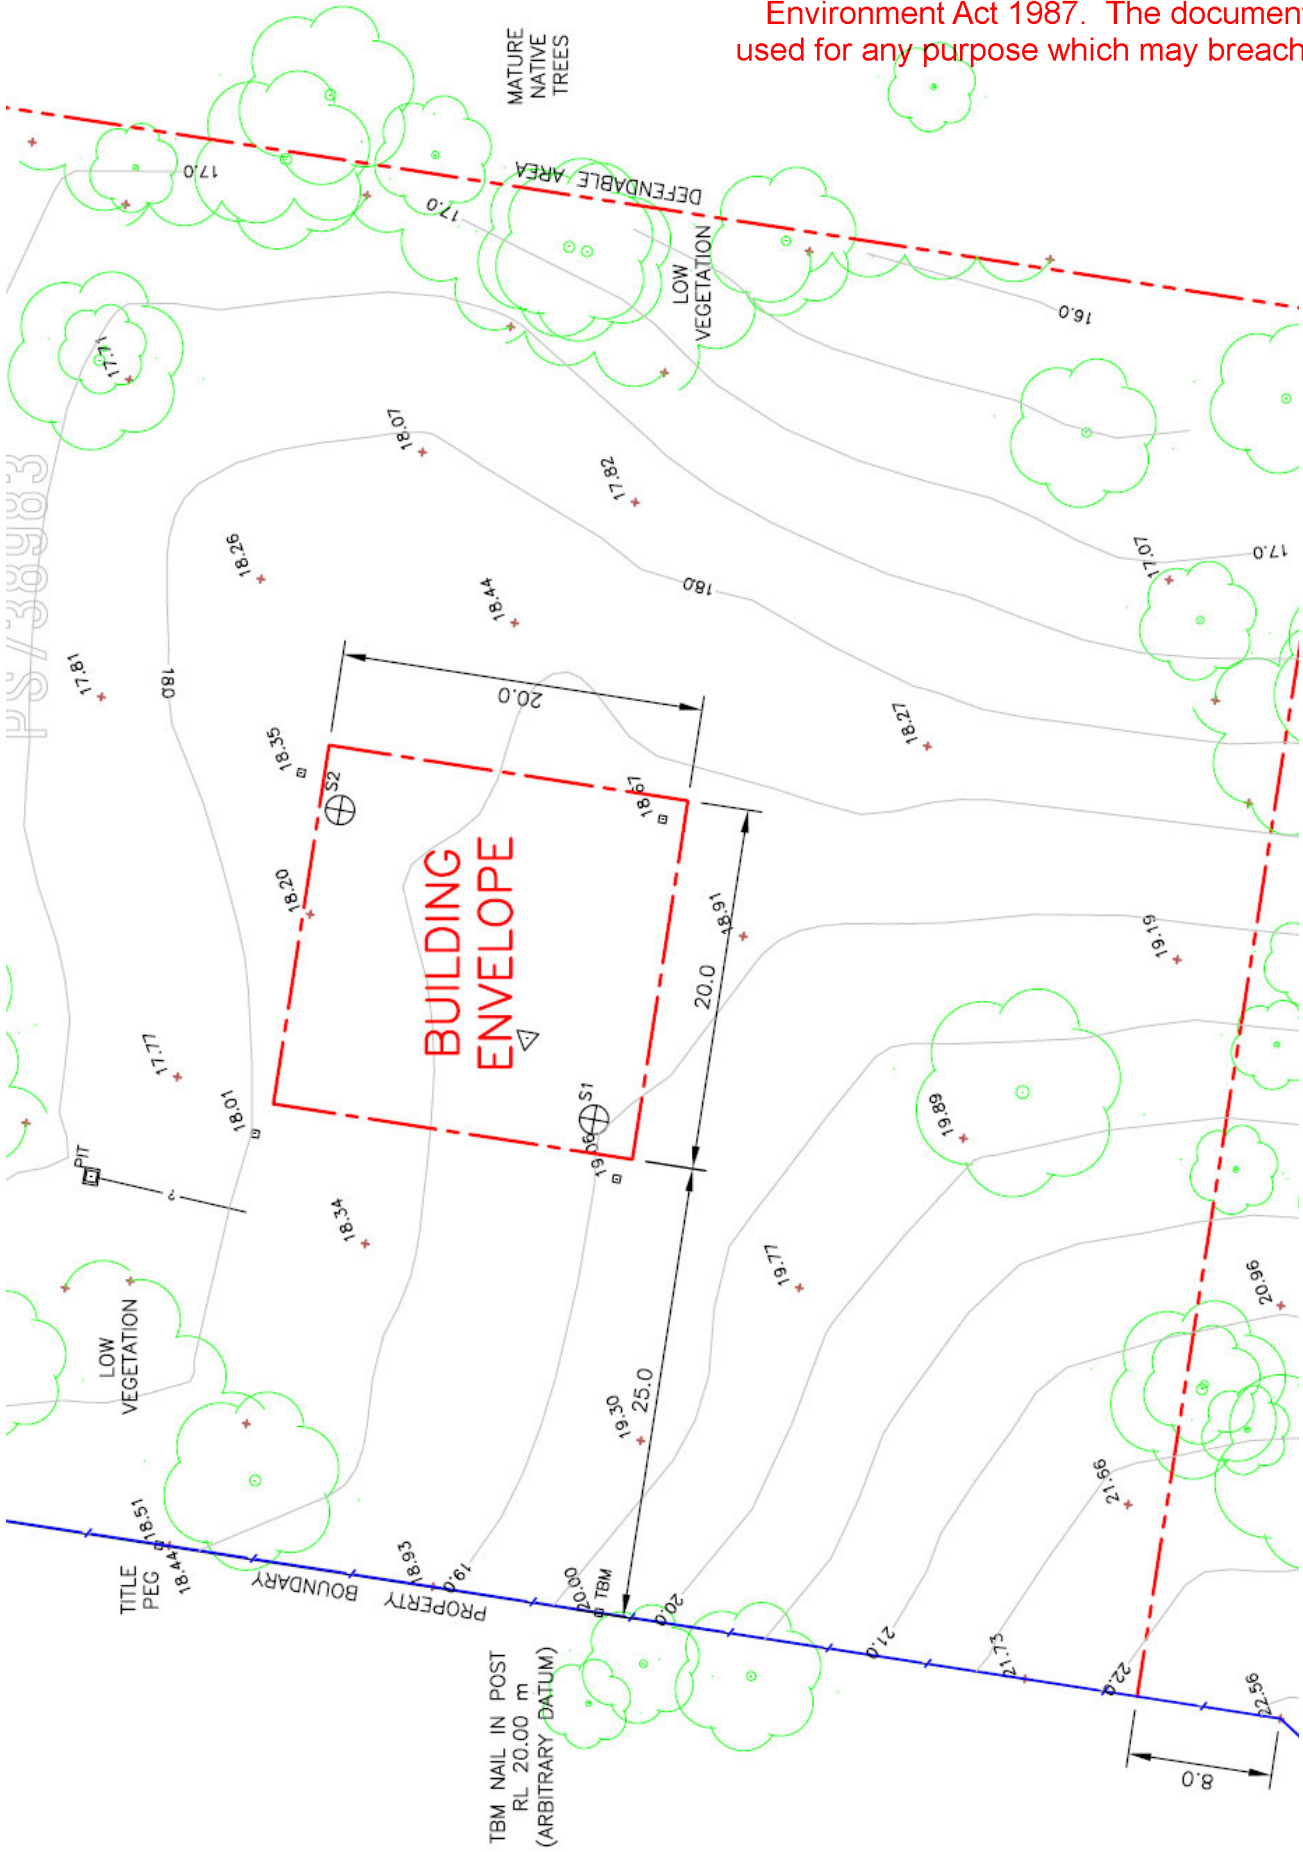 Environment Act 1987. The document
used for any purpose which may breach
MATURE
NATIVE
TREES
17.0
DEFENDABLE AREA
17.0
LOW
VEGETATION
16.0
17.71
18.07
17.82
18.26
18.44
17.07
17.0
18.0
17.81
18.0
20.0
18.35
S2
18.67
18.27
BUILDING
ENVELOPE
18.20
18.91
20.0
19.19
17.77
18.01
S1
19.06
19.89
PIT
?
18.34
19.77
20.96
LOW
VEGETATION
25.0
19.30
21.66
TITLE
PEG
18.51
18.44
PROPERTY BOUNDARY
18.93
19.0
20.00
TBM
20.0
21.0
21.73
22.0
22.56
TBM NAIL IN POST
RL 20.00 m
(ARBITRARY DATUM)
8.0